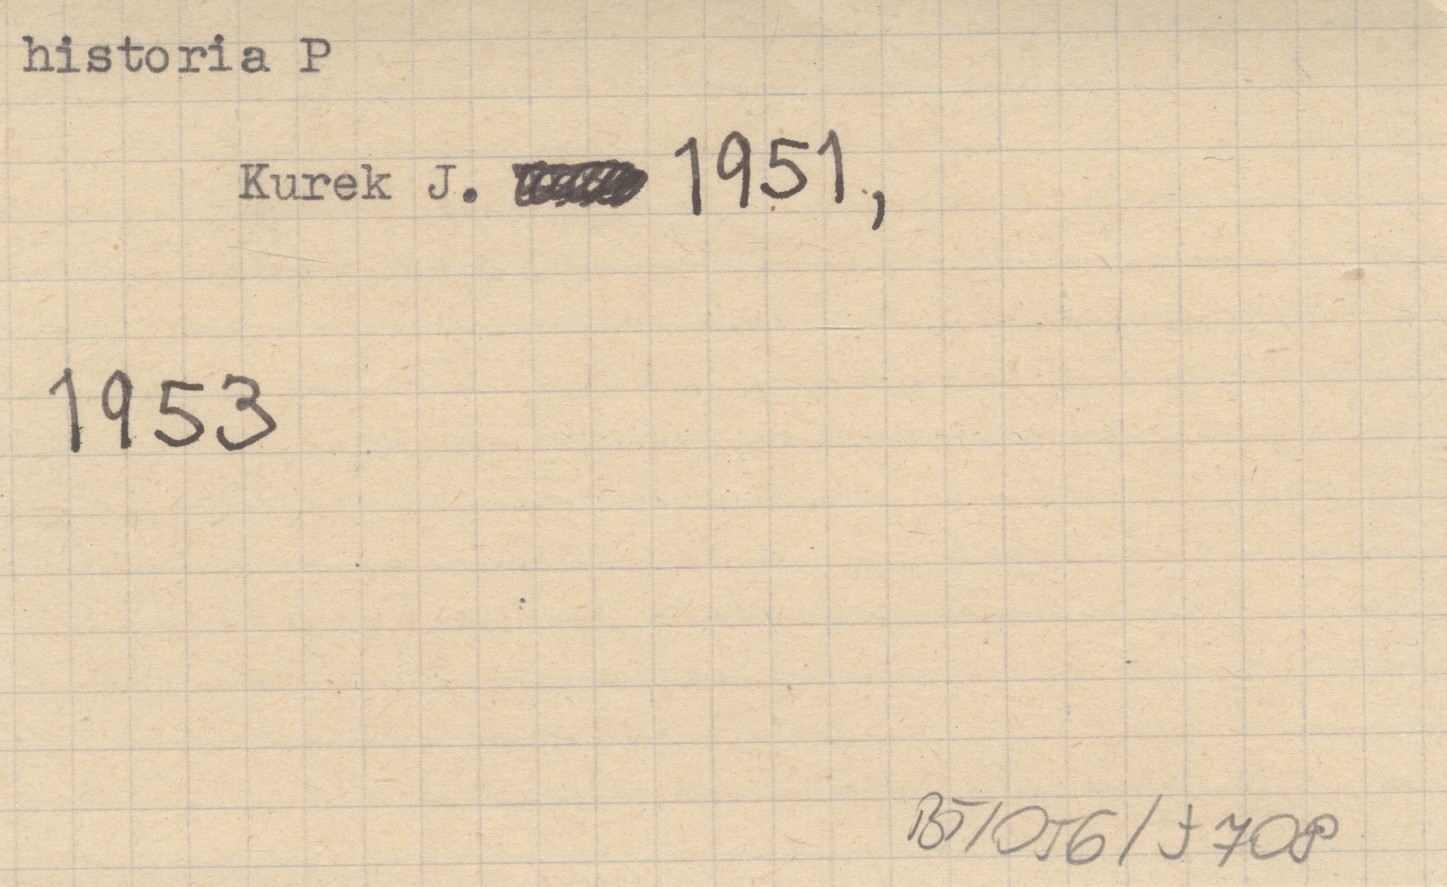 historia P
Kurek J. 1951,
1953